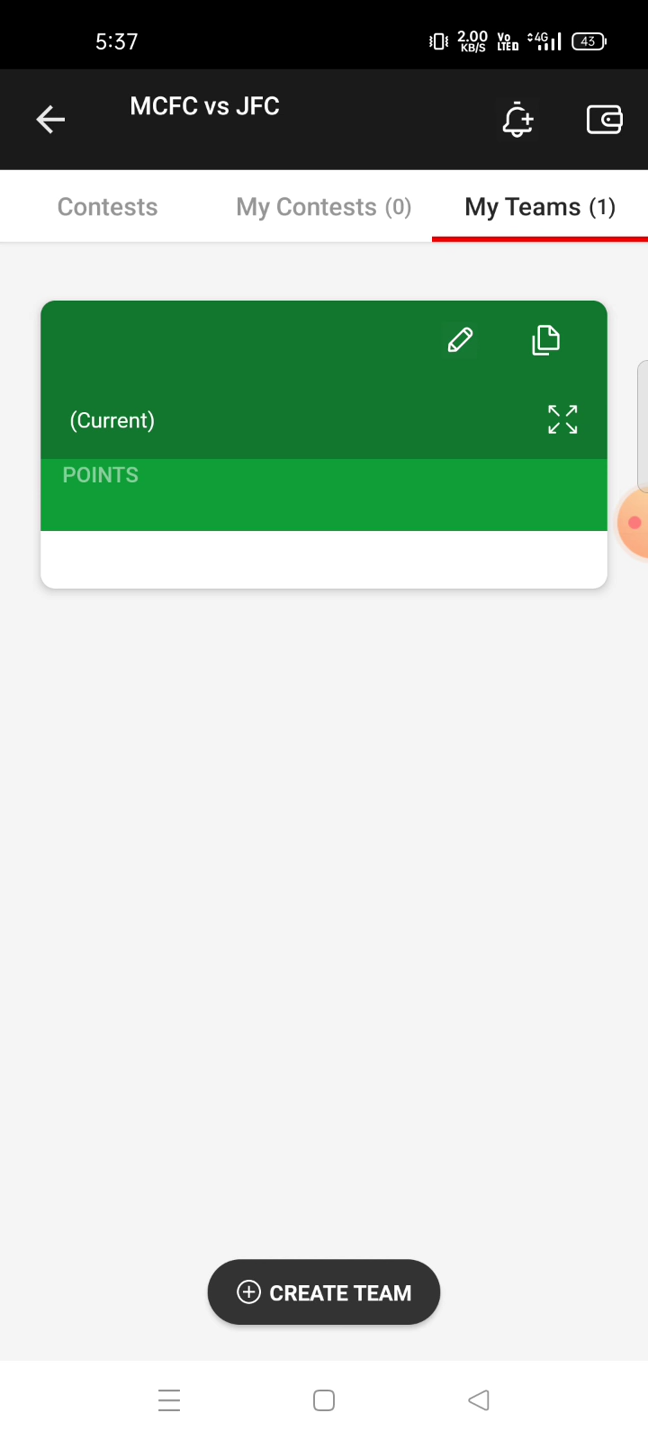 5:37
2.00 KB/S
Vo LTE
4G
43
MCFC vs JFC
Contests
My Contests (0)
My Teams (1)
(Current)
POINTS
CREATE TEAM